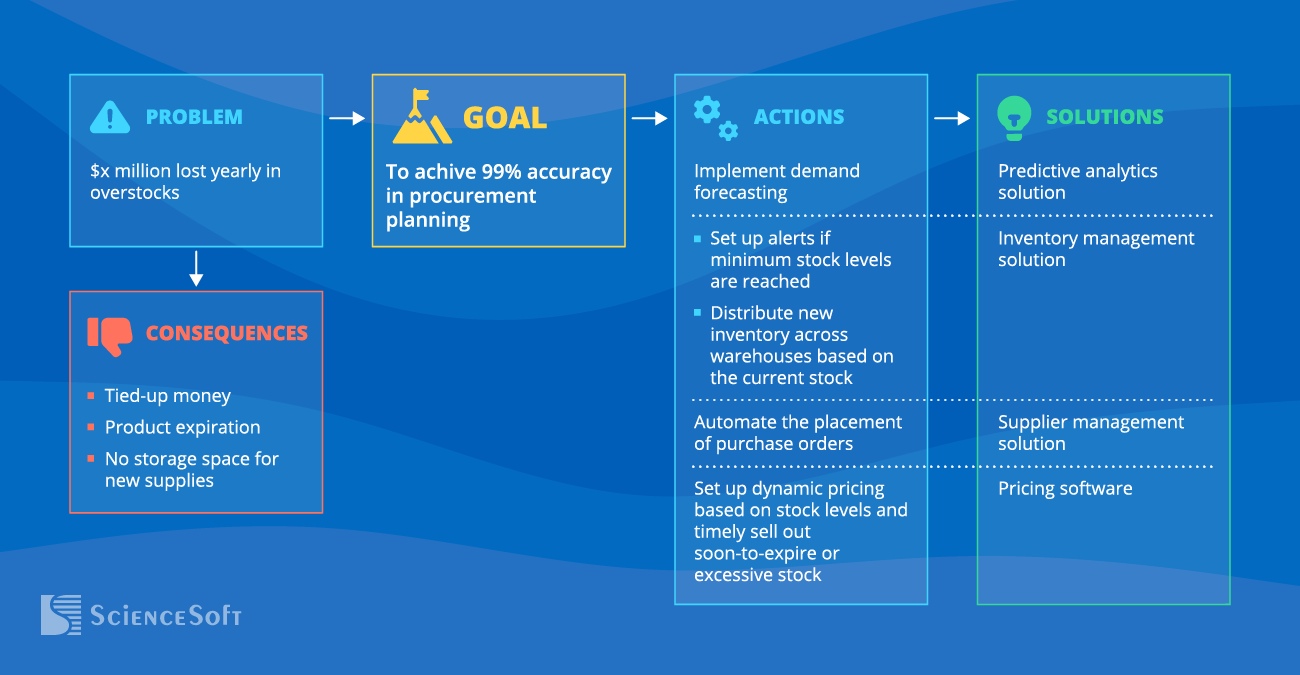 PROBLEM
$x million lost yearly in
overstocks
CONSEQUENCES
Tied-up money
Product expiration
No storage space for
new supplies
GOAL
To achive 99% accuracy
in procurement
planning
ACTIONS
Implement demand
forecasting
Set up alerts if
minimum stock levels
are reached
Distribute new
inventory across
warehouses based on
the current stock
Automate the placement
of purchase orders
Set up dynamic pricing
based on stock levels and
timely sell out
soon-to-expire or
excessive stock
SOLUTIONS
Predictive analytics
solution
Inventory management
solution
Supplier management
solution
Pricing software
ScienceSoft